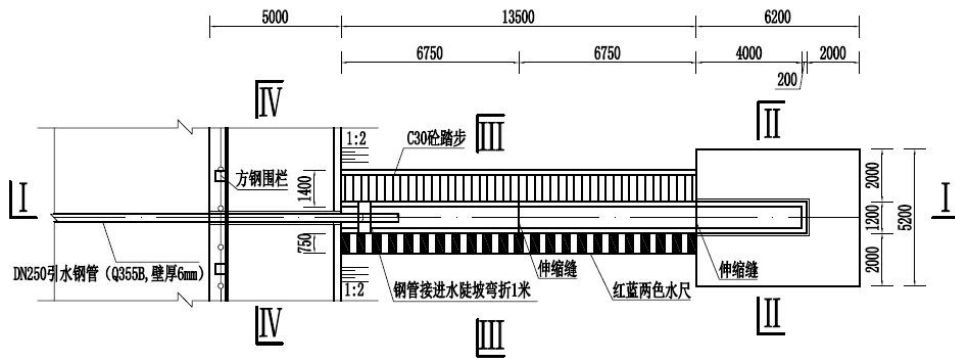 5000
13500
6200
6750
6750
4000
2000
200
IV
III
II
1:2
C30砼踏步
方钢围栏
1400
2000
I
I
1200
5200
750
2000
DN250引水钢管（Q355B,壁厚6mm）
伸缩缝
伸缩缝
1:2
钢管接进水陡坡弯折1米
红蓝两色水尺
IV
III
II